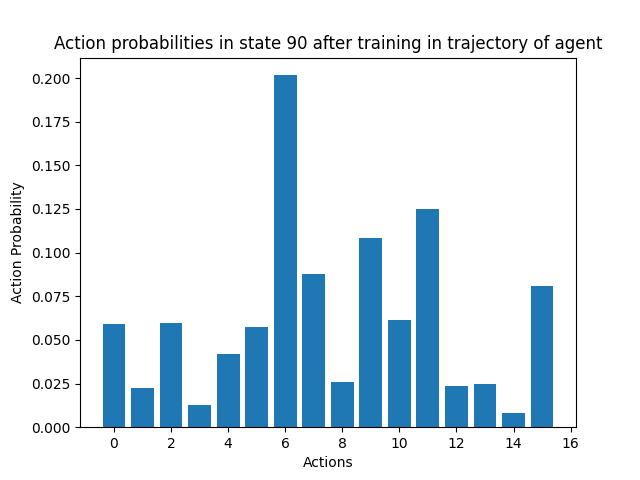 Action probabilities in state 90 after training in trajectory of agent
0.200
0.175
0.150
0.125
0.100
0.075
0.050
0.025
0.000
Action Probability
0 2 4 6 8 10 12 14 16
Actions